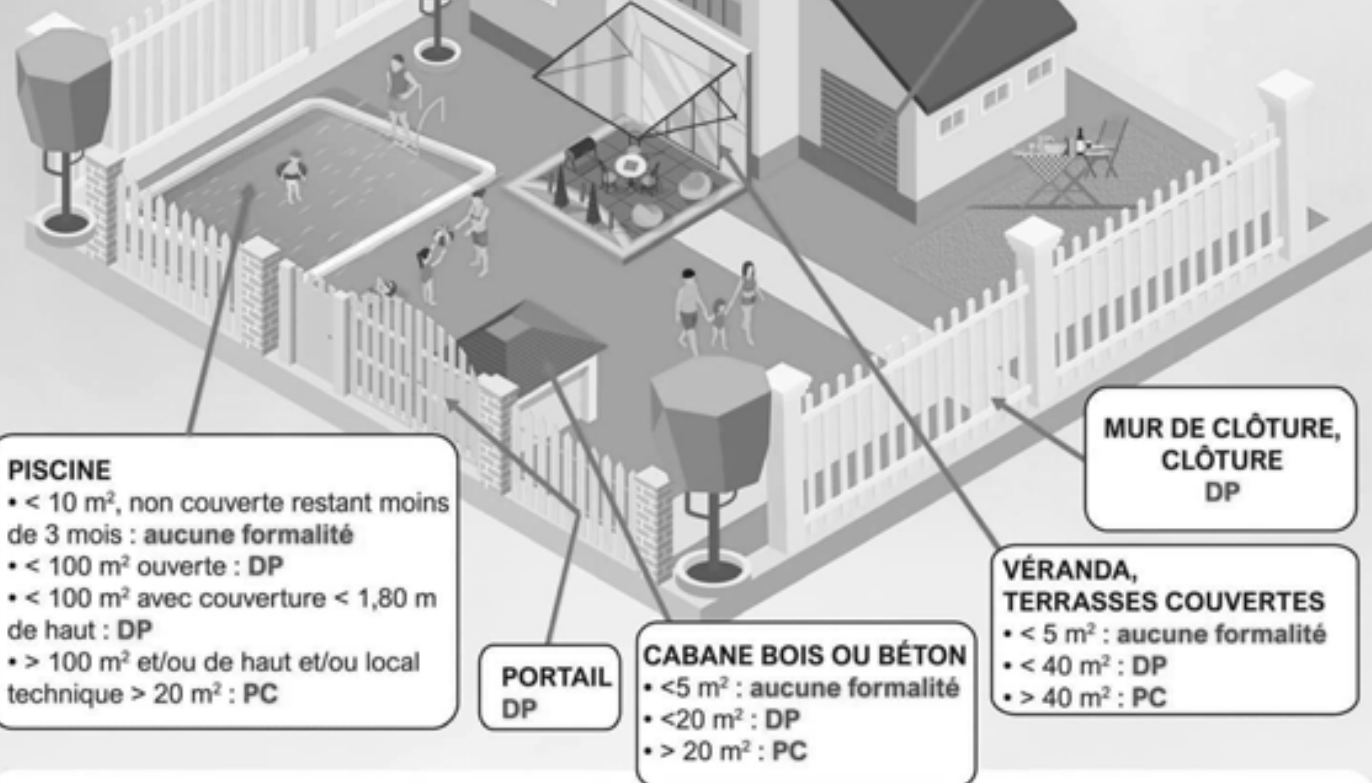 PISCINE
• < 10 m², non couverte restant moins
de 3 mois : aucune formalité
• < 100 m² ouverte : DP
• < 100 m² avec couverture < 1,80 m
de haut : DP
• > 100 m² et/ou de haut et/ou local
technique > 20 m² : PC
PORTAIL
DP
CABANE BOIS OU BÉTON
• <5 m² : aucune formalité
• <20 m² : DP
• > 20 m² : PC
VÉRANDA,
TERRASSES COUVERTES
• < 5 m² : aucune formalité
• < 40 m² : DP
• > 40 m² : PC
MUR DE CLÔTURE,
CLÔTURE
DP